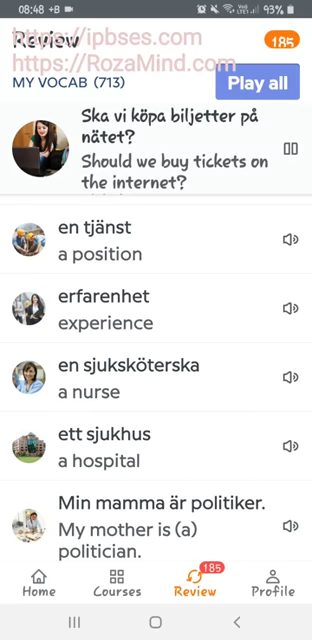 08:48
93%
https://ipbses.com
Review
185
https://RozaMind.com
MY VOCAB (713)
Play all
Ska vi köpa biljetter på
nätet?
Should we buy tickets on
the internet?
en tjänst
a position
erfarenhet
experience
en sjuksköterska
a nurse
ett sjukhus
a hospital
Min mamma är politiker.
My mother is (a)
politician.
185
Home
Courses
Review
Profile